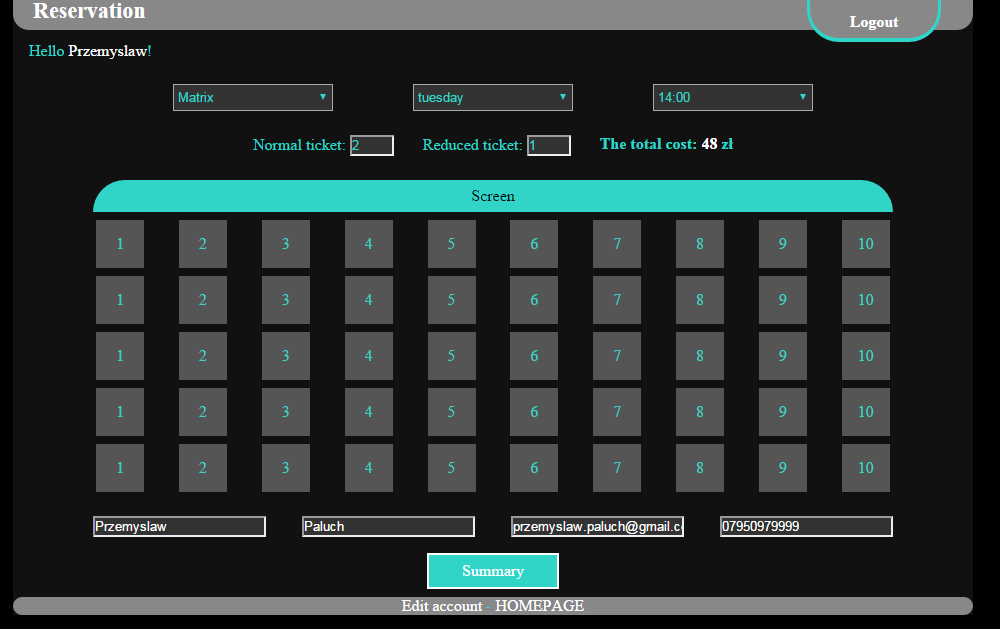 Reservation
Logout
Hello Przemyslaw!
Matrix tuesday 14:00
Normal ticket: 2 Reduced ticket: 1 The total cost: 48 zł
Screen
1 2 3 4 5 6 7 8 9 10
1 2 3 4 5 6 7 8 9 10
1 2 3 4 5 6 7 8 9 10
1 2 3 4 5 6 7 8 9 10
1 2 3 4 5 6 7 8 9 10
Przemyslaw Paluch przemyslaw.paluch@gmail.c 07950979999
Summary
Edit account - HOMEPAGE